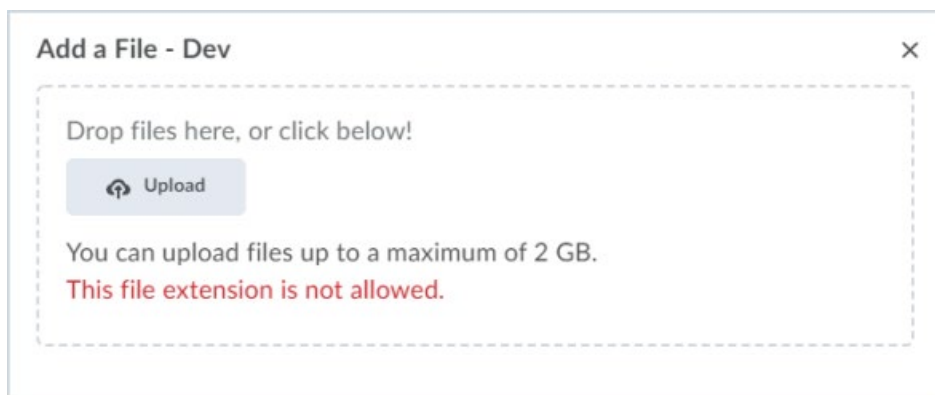 Add a File - Dev
Drop files here, or click below!
Upload
You can upload files up to a maximum of 2 GB.
This file extension is not allowed.